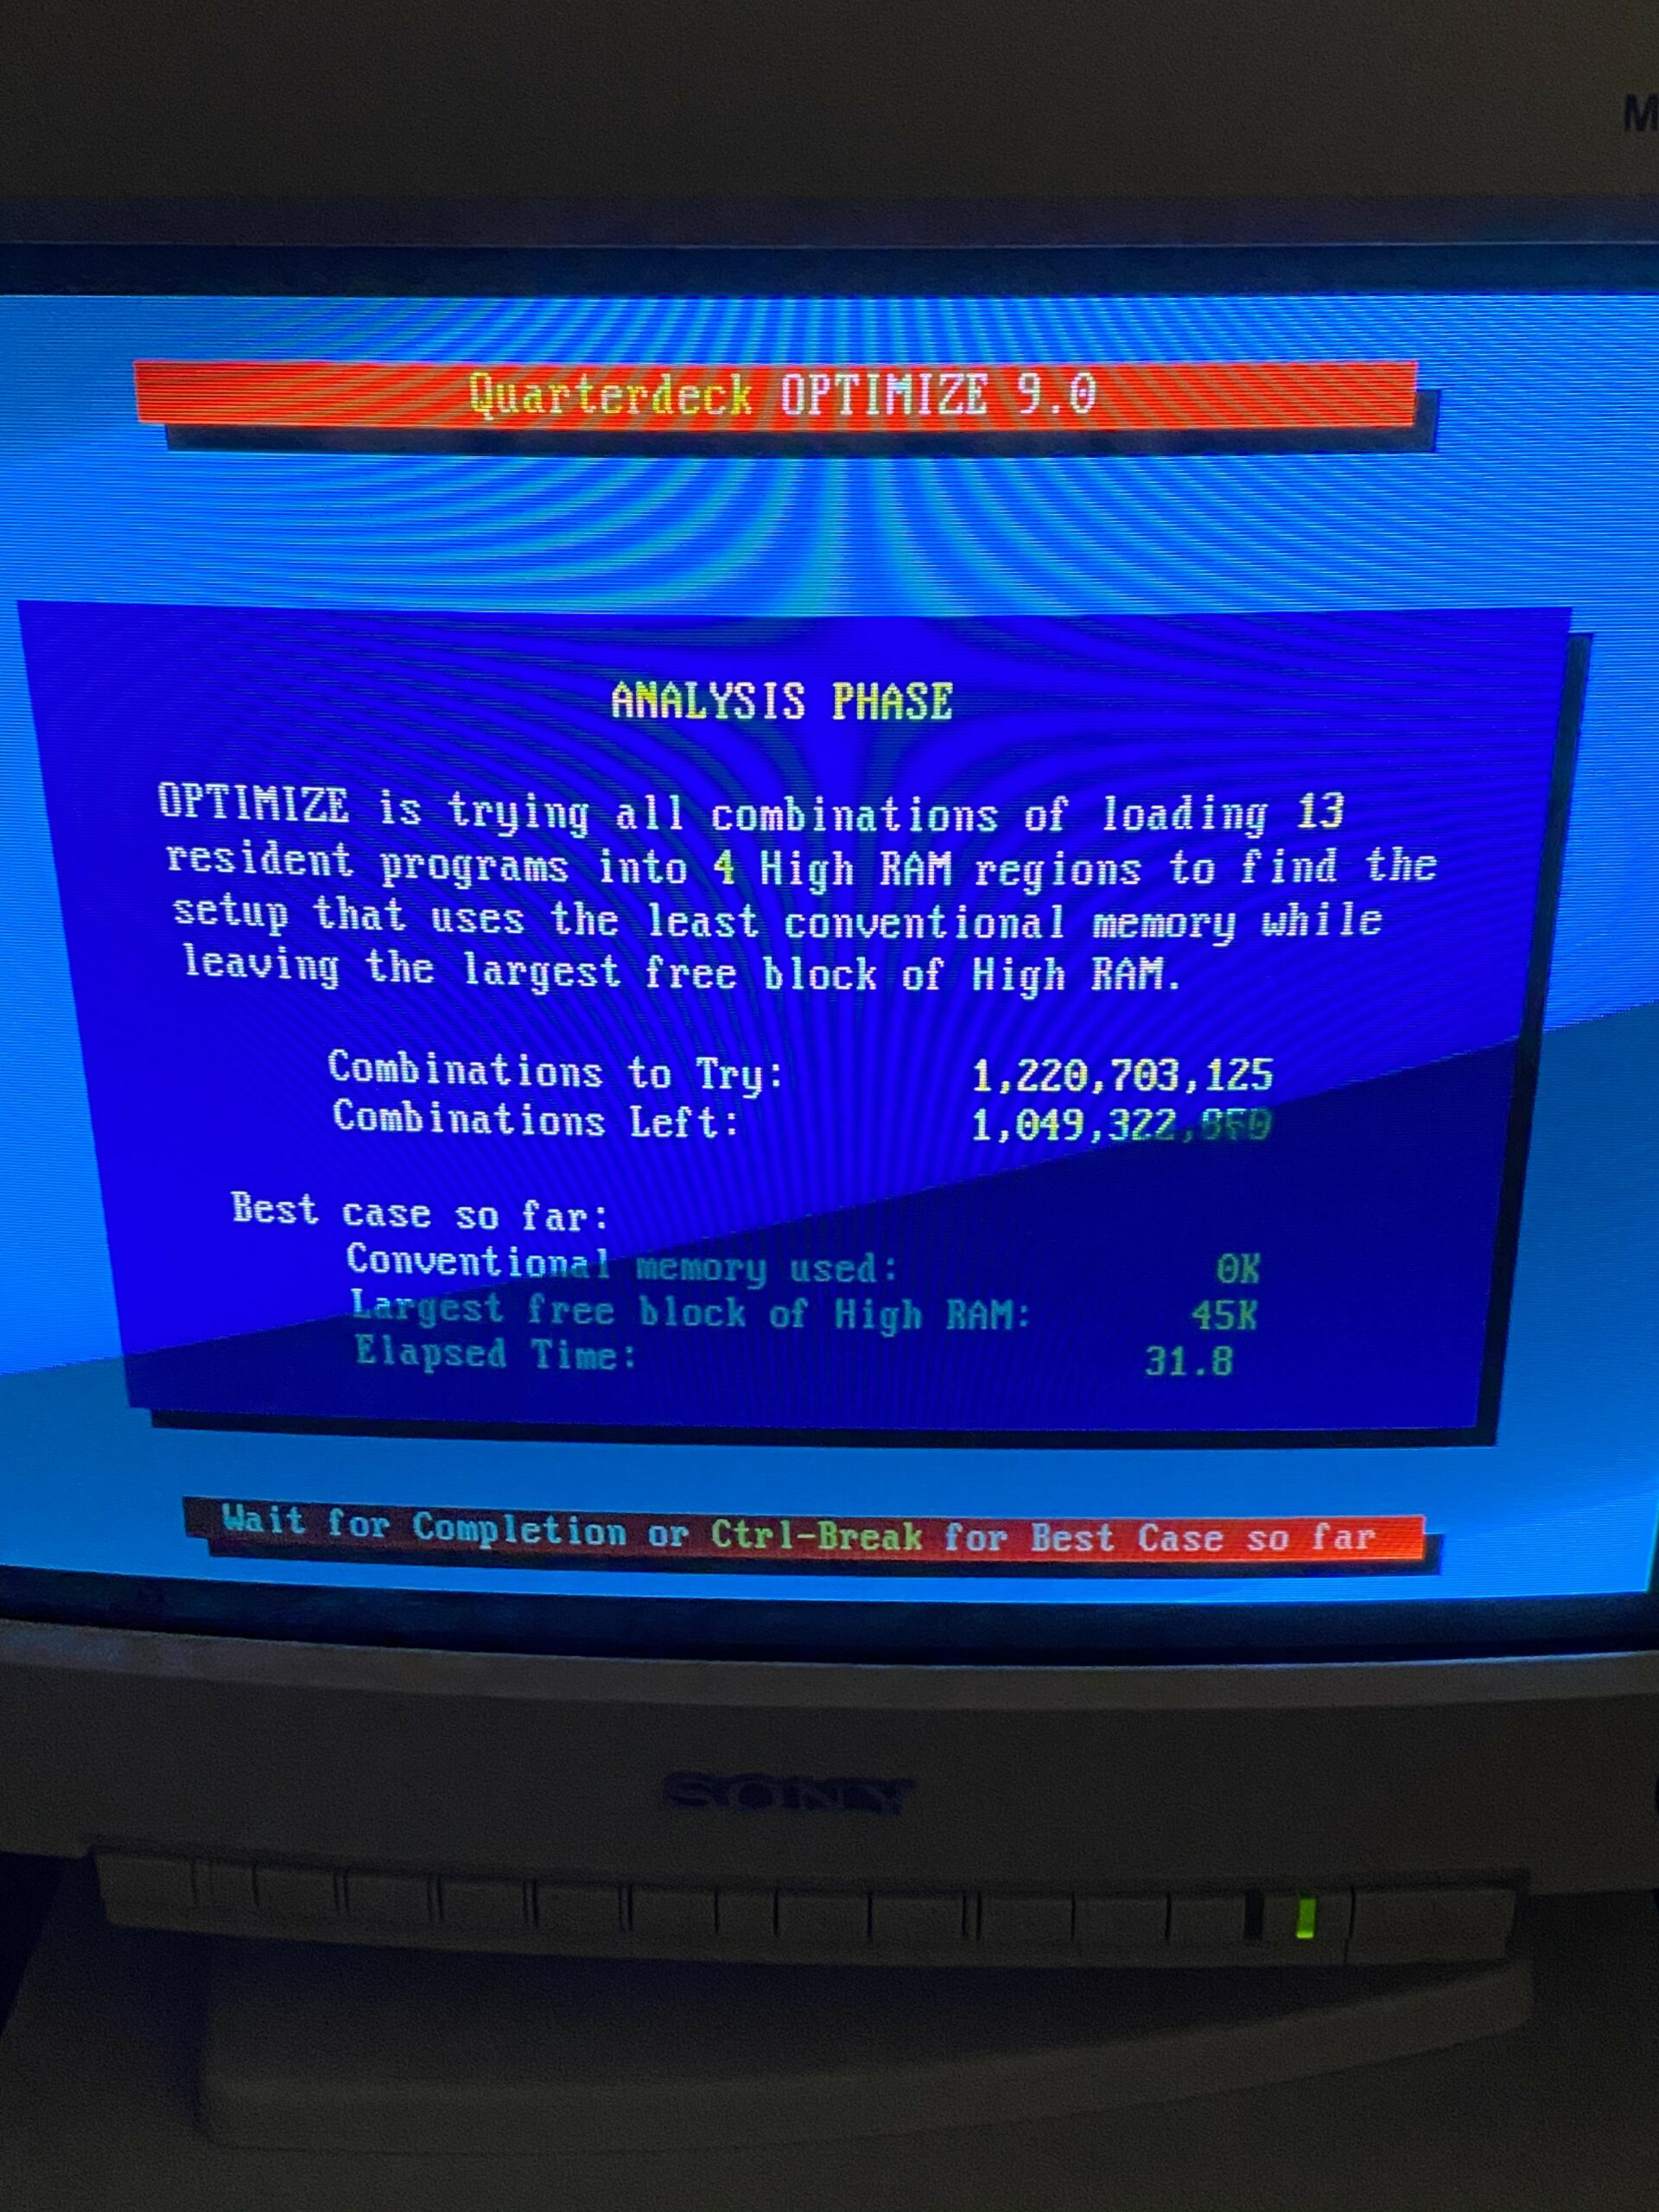 M
Quarterdeck OPTIMIZE 9.0
ANALYSIS PHASE
OPTIMIZE is trying all combinations of loading 13
resident programs into 4 High RAM regions to find the
setup that uses the least conventional memory while
leaving the largest free block of High RAM.
Combinations to Try: 1,220,703,125
Combinations Left:
Best case so far:
Conventional memory used: 0K
Largest free block of High RAM: 45K
Elapsed Time: 31.8
Wait for Completion or Ctrl-Break for Best Case so far
SONY